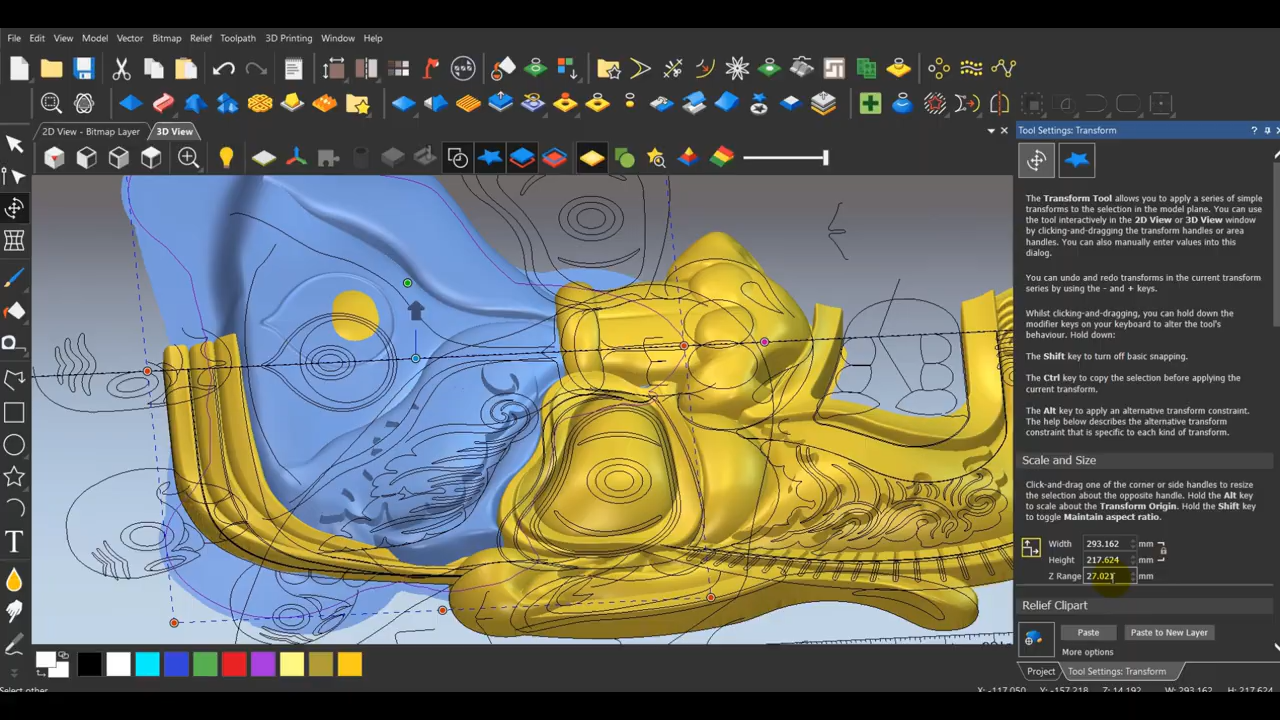 File Edit View Model Vector Bitmap Relief Toolpath 3D Printing Window Help
2D View - Bitmap Layer 3D View
Tool Settings: Transform
The Transform Tool allows you to apply a series of simple
transforms to the selection in the model plane. You can use
the tool interactively in the 2D View or 3D View
window by clicking-and-dragging the transform handles or area
handles. You can also manually enter values into this
dialog.
You can undo and redo transforms in the current transform
series by using the - and + keys.
Whilst clicking-and-dragging, you can hold down the
modifier keys on your keyboard to alter the tool's
behaviour. Hold down:
The Shift key to turn off basic snapping.
The Ctrl key to copy the selection before applying the
current transform.
The Alt key to apply an alternative transform constraint.
The help below describes the alternative transform
constraint that is specific to each kind of transform.
Scale and Size
Click-and-drag one of the corner or side handles to resize
the selection about the opposite handle. Hold the Alt key
to scale about the Transform Origin. Hold the Shift key
to toggle Maintain aspect ratio.
Width 293.162 mm
Height 217.624 mm
Z Range 27.021 mm
Relief Clipart
Paste Paste to New Layer
More options
Project Tool Settings: Transform
Select other
X: -117.050 Y: -157.218 Z: 14.192 W: 293.162 H: 217.624